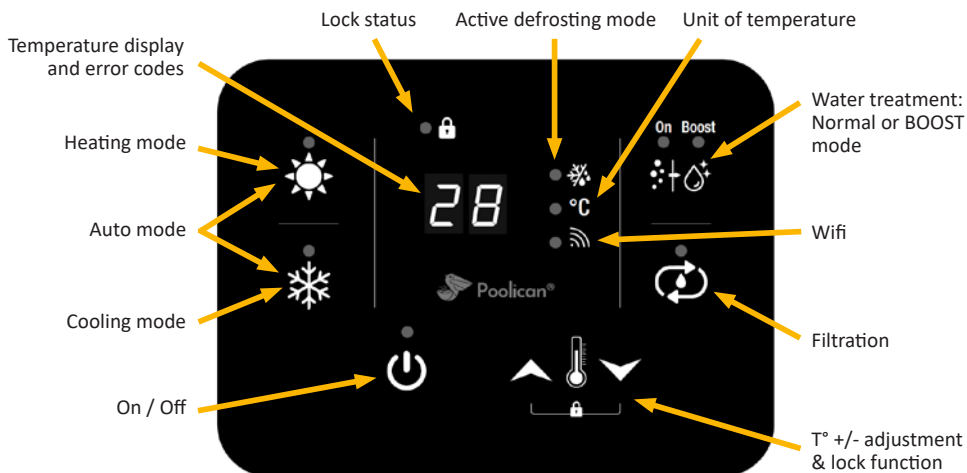 Lock status
Active defrosting mode
Unit of temperature
Temperature display
and error codes
Water treatment:
Normal or BOOST
mode
On Boost
Heating mode
28
°C
Auto mode
Wifi
Poolican®
Cooling mode
Filtration
On / Off
T° +/- adjustment
& lock function